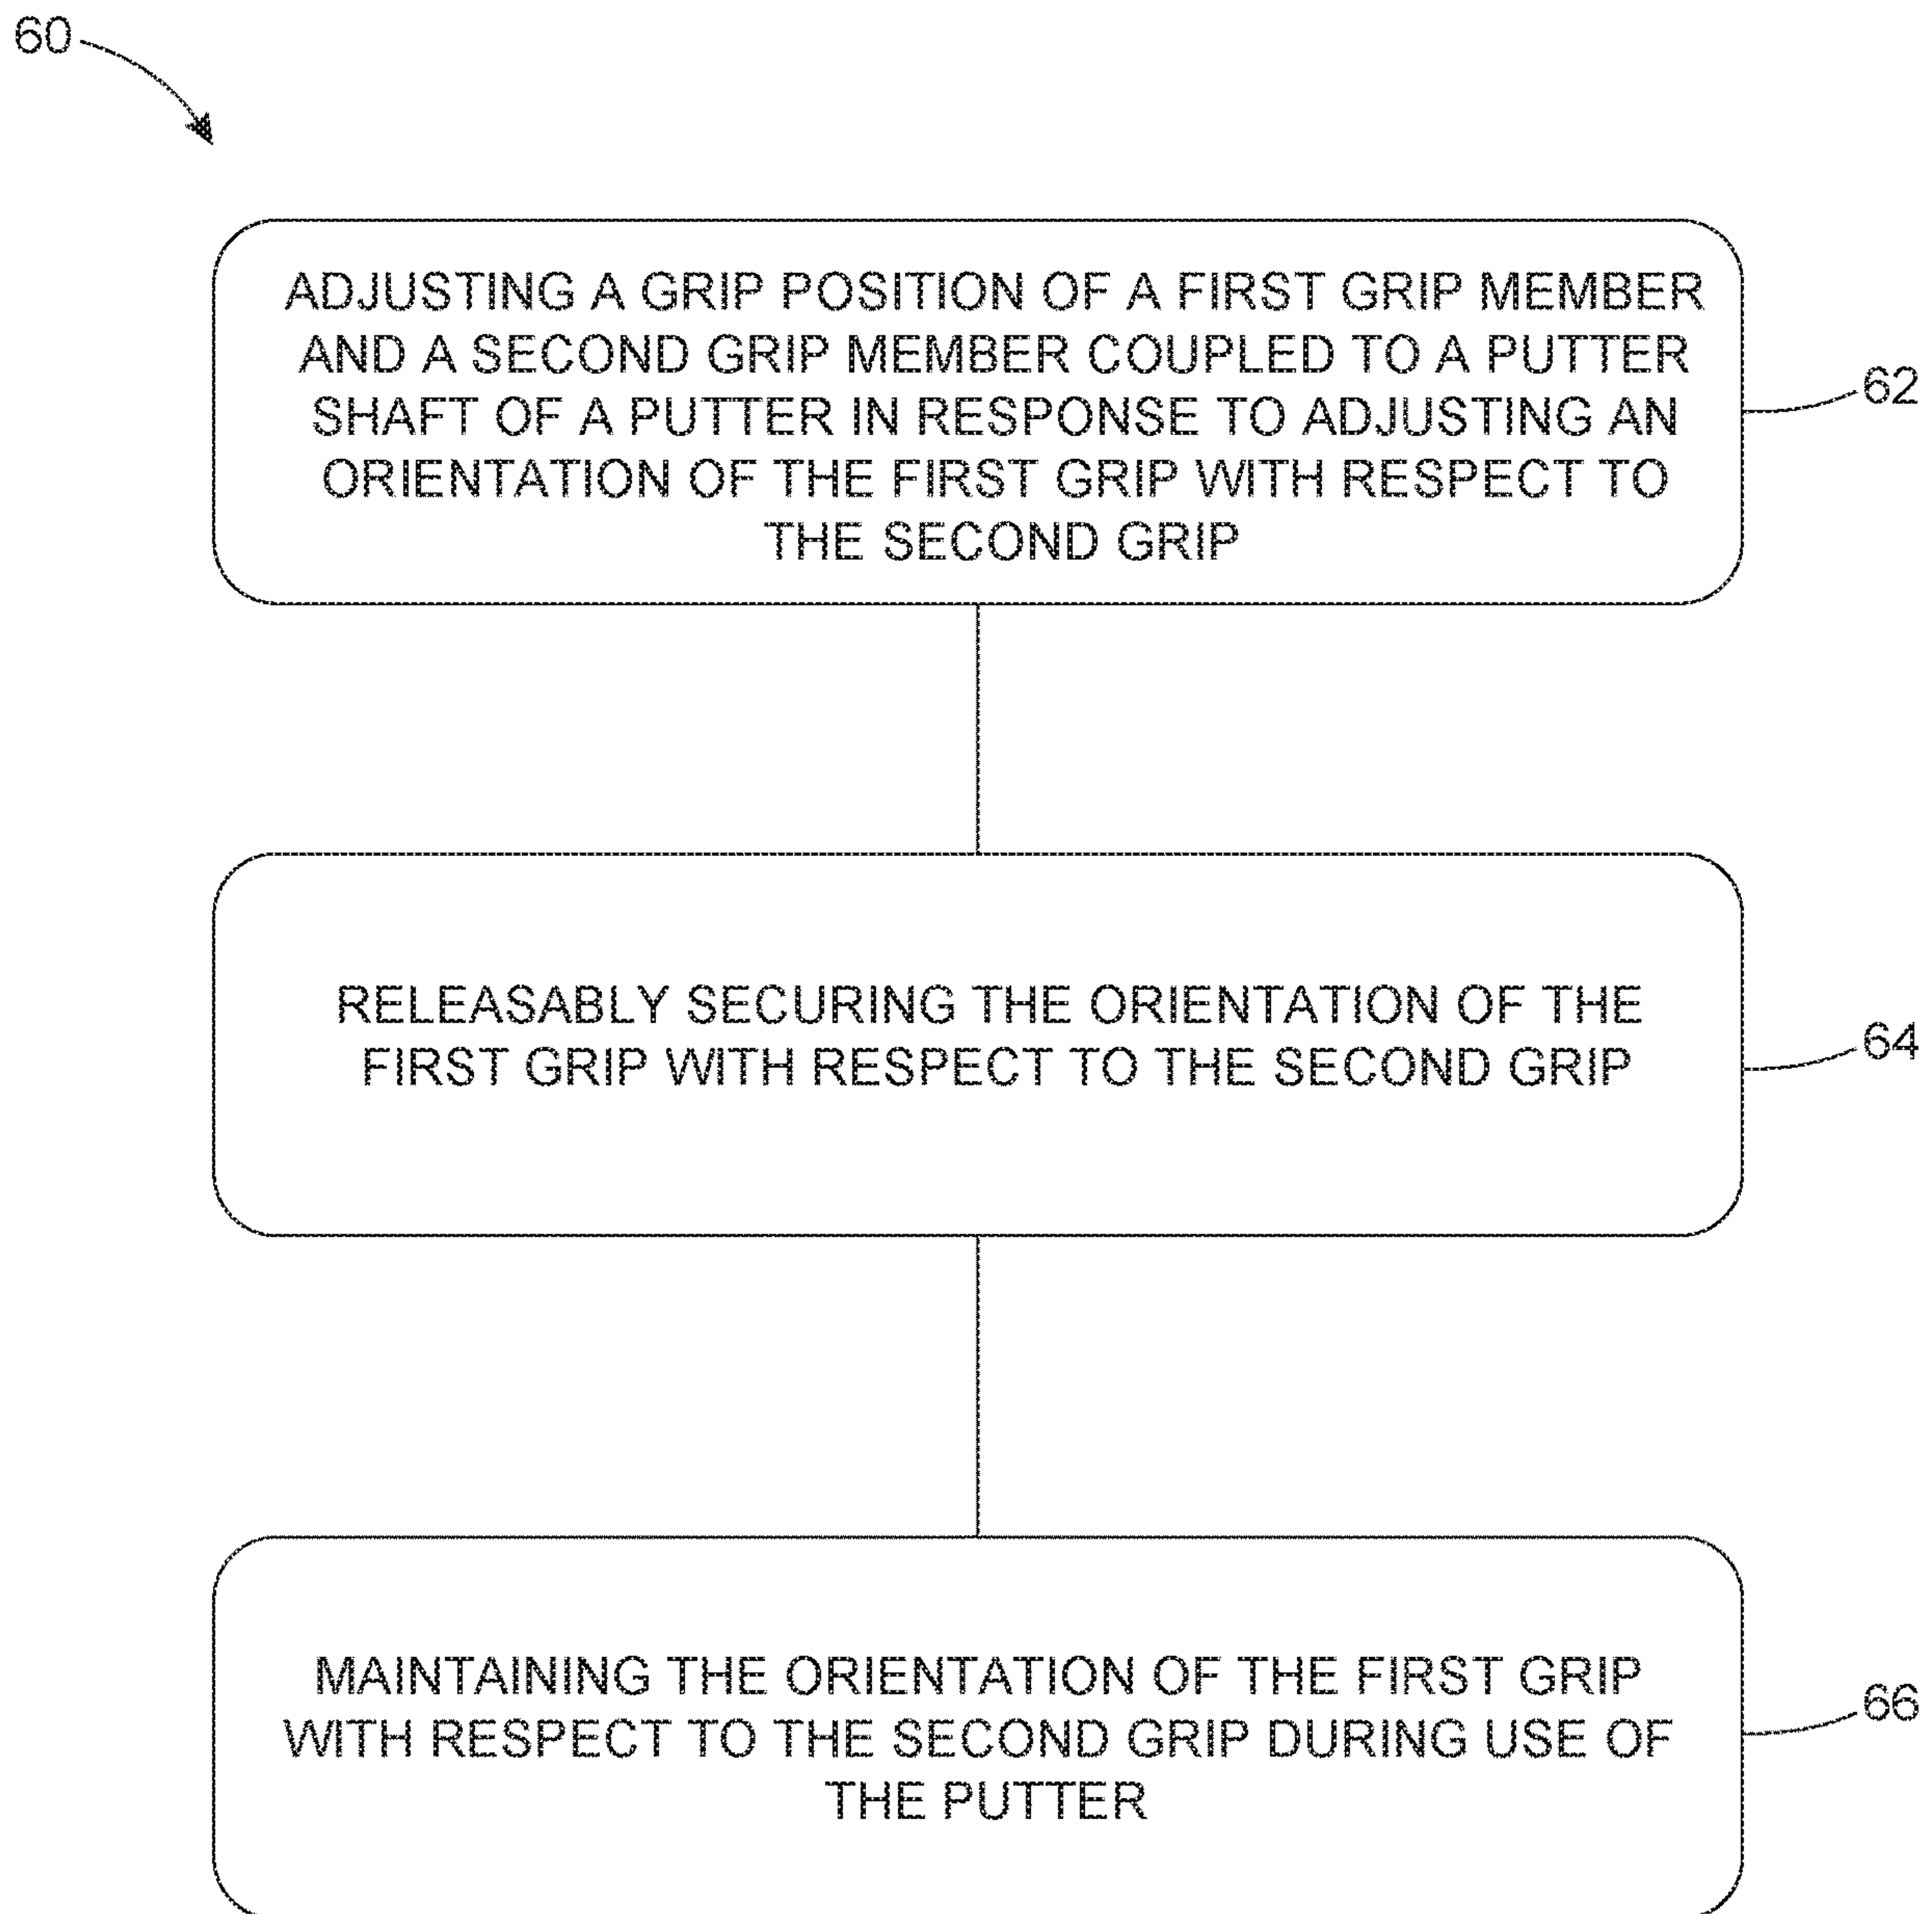 60
ADJUSTING A GRIP POSITION OF A FIRST GRIP MEMBER
AND A SECOND GRIP MEMBER COUPLED TO A PUTTER
SHAFT OF A PUTTER IN RESPONSE TO ADJUSTING AN
ORIENTATION OF THE FIRST GRIP WITH RESPECT TO
THE SECOND GRIP
62
RELEASABLY SECURING THE ORIENTATION OF THE
FIRST GRIP WITH RESPECT TO THE SECOND GRIP
64
MAINTAINING THE ORIENTATION OF THE FIRST GRIP
WITH RESPECT TO THE SECOND GRIP DURING USE OF
THE PUTTER
66